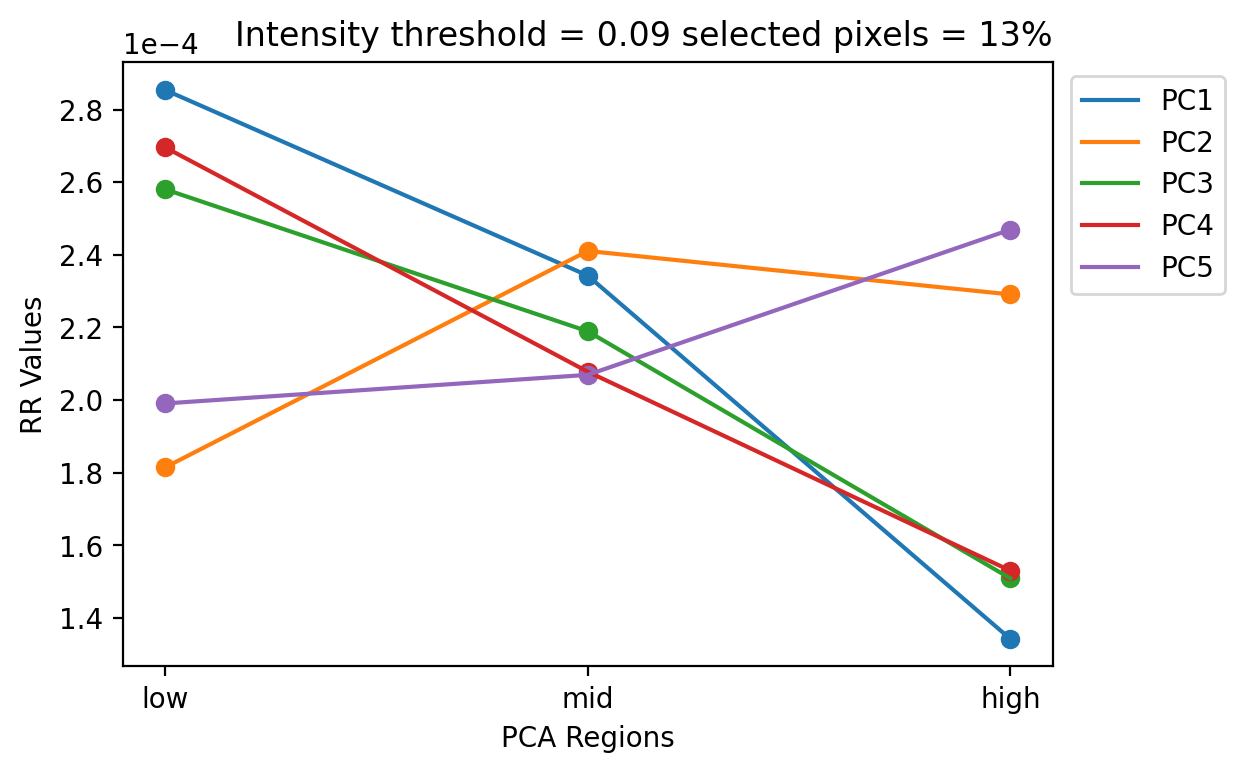 Intensity threshold = 0.09 selected pixels = 13%
1e−4
2.8
2.6
2.4
2.2
2.0
1.8
1.6
1.4
RR Values
low
mid
high
PCA Regions
PC1
PC2
PC3
PC4
PC5